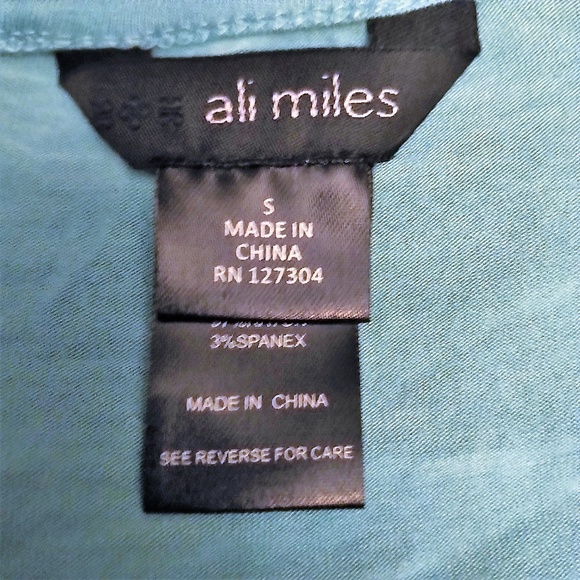 ali miles
S
MADE IN
CHINA
RN 127304
3%SPANEX
MADE IN CHINA
SEE REVERSE FOR CARE